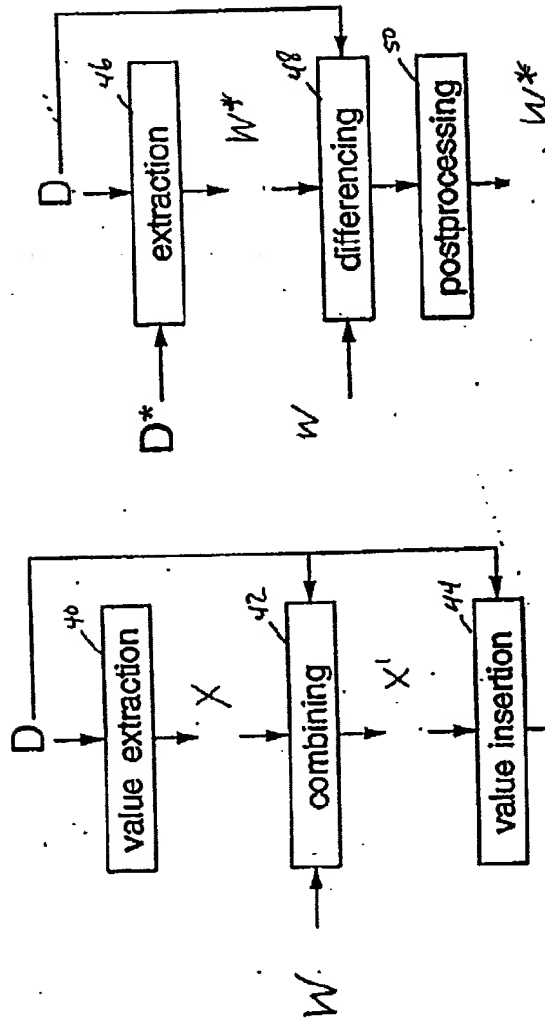 D
40
value extraction
X
42
W
combining
X'
44
value insertion
D
46
D*
extraction
W*
48
W
differencing
50
postprocessing
W*